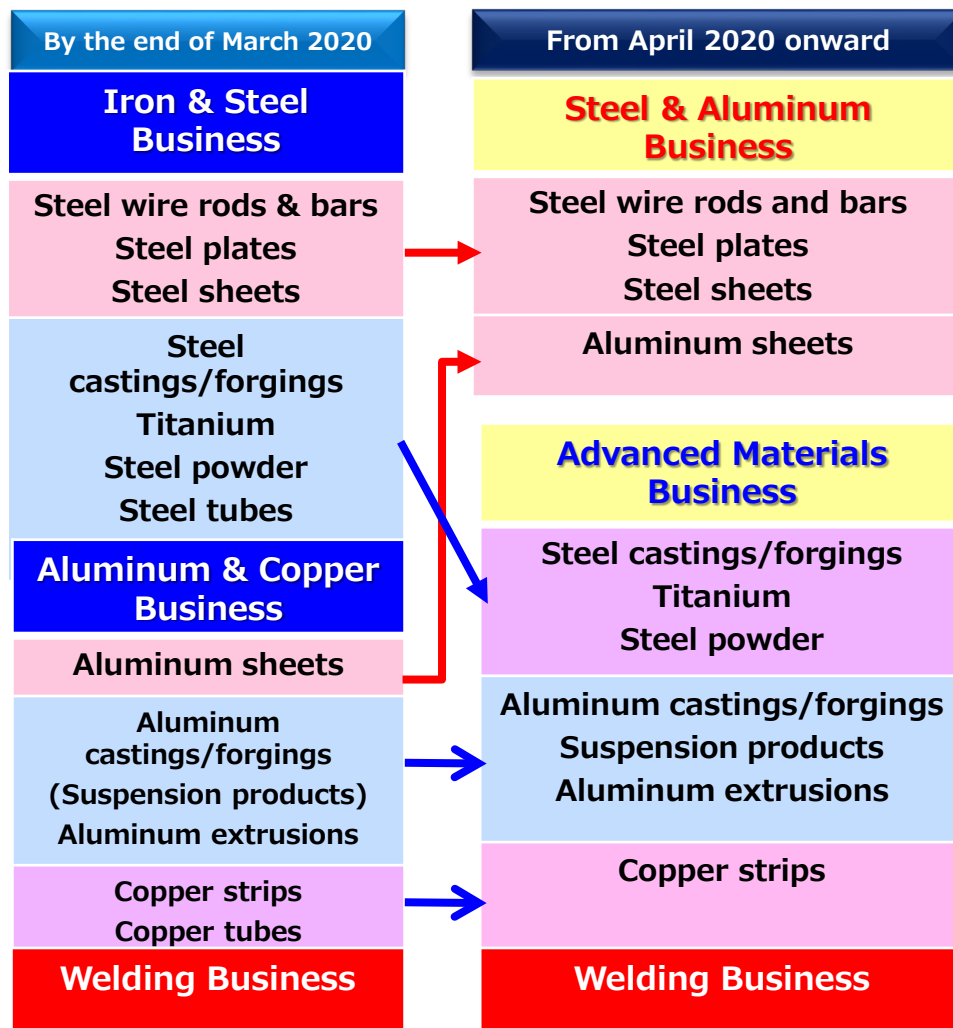 By the end of March 2020
Iron & Steel
Business
Steel wire rods & bars
Steel plates
Steel sheets
Steel
castings/forgings
Titanium
Steel powder
Steel tubes
Aluminum & Copper
Business
Aluminum sheets
Aluminum
castings/forgings
(Suspension products)
Aluminum extrusions
Copper strips
Copper tubes
Welding Business
From April 2020 onward
Steel & Aluminum
Business
Steel wire rods and bars
Steel plates
Steel sheets
Aluminum sheets
Advanced Materials
Business
Steel castings/forgings
Titanium
Steel powder
Aluminum castings/forgings
Suspension products
Aluminum extrusions
Copper strips
Welding Business